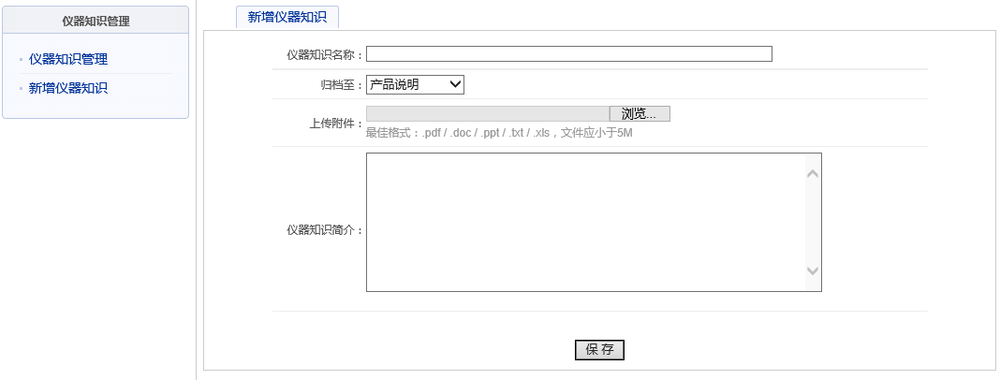 仪器知识管理
仪器知识管理
新增仪器知识
新增仪器知识
仪器知识名称：
归档至： 产品说明
上传附件： 浏览...
最佳格式：.pdf / .doc / .ppt / .txt / .xls，文件应小于5M
仪器知识简介：
保 存